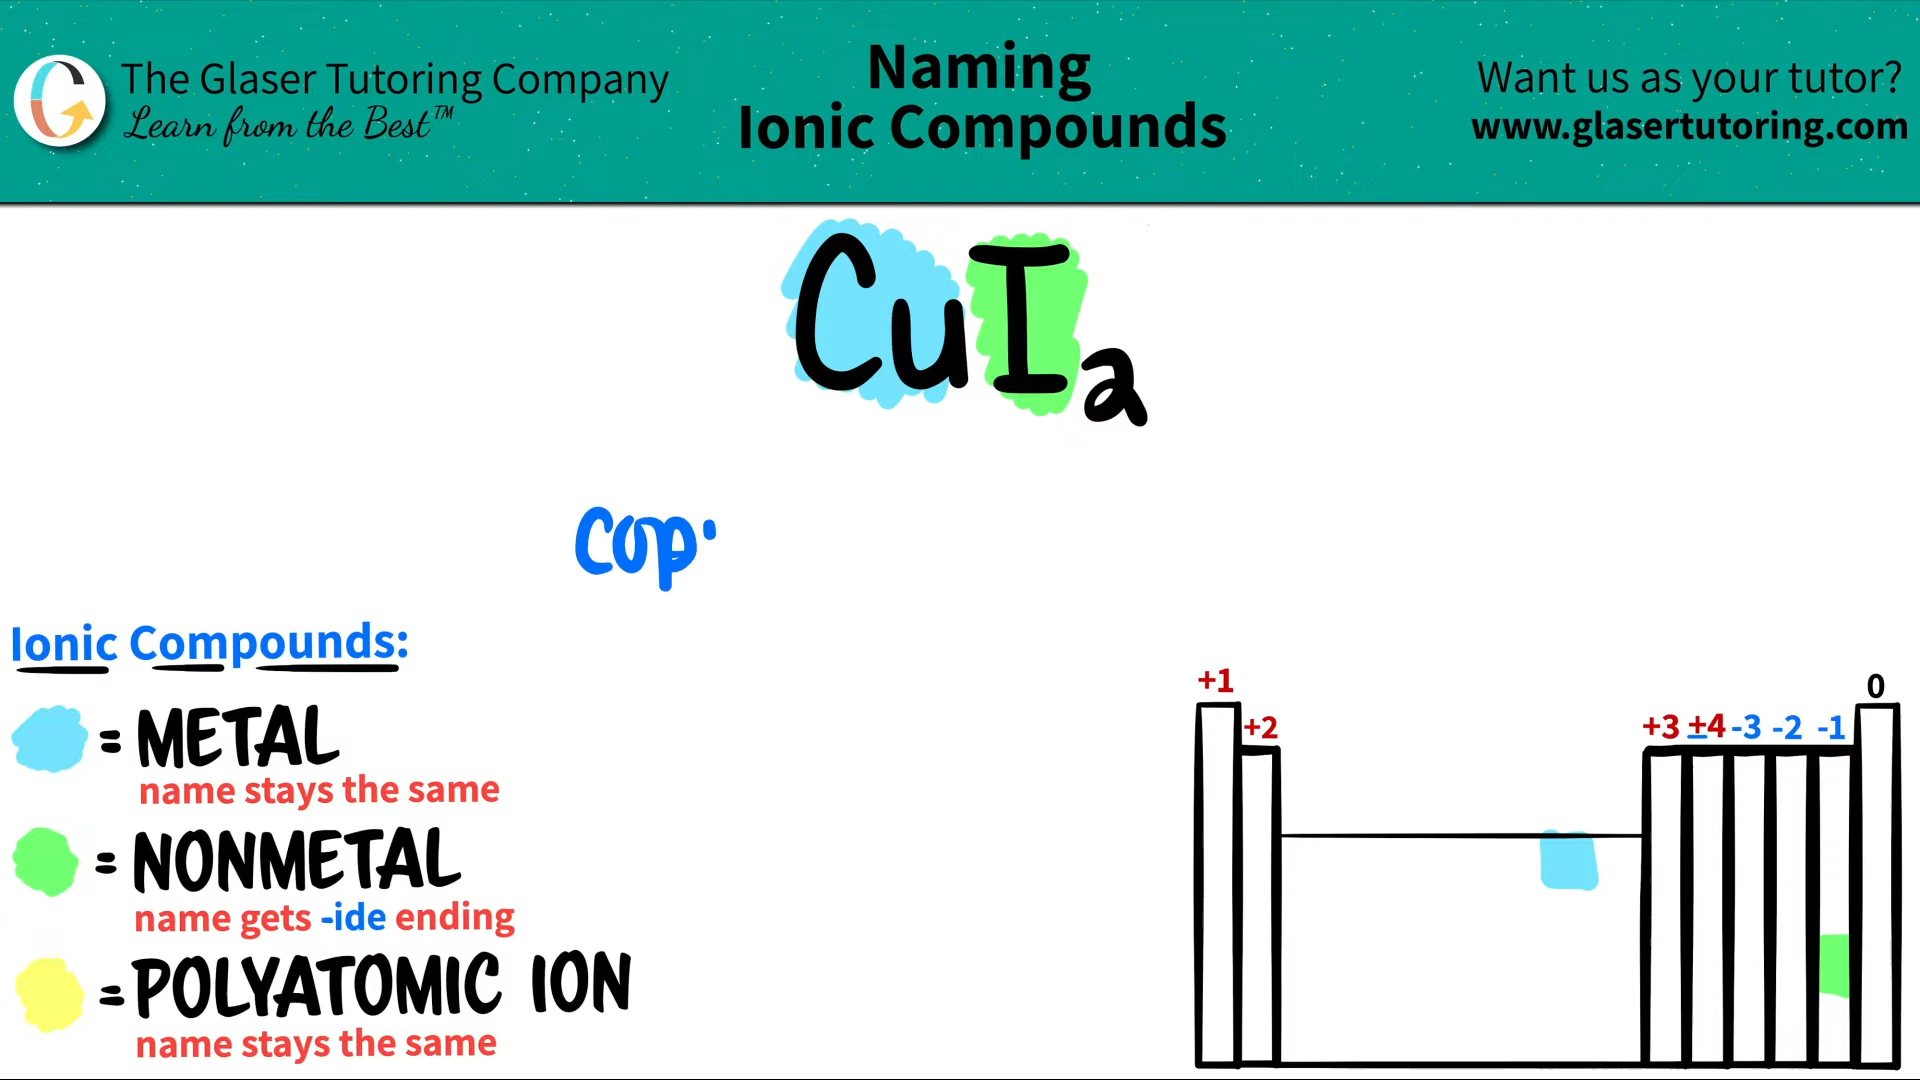 The Glaser Tutoring Company
Learn from the Best™
Naming
Ionic Compounds
Want us as your tutor?
www.glasertutoring.com
CuI₂
Cop
Ionic Compounds:
= METAL
name stays the same
= NONMETAL
name gets -ide ending
= POLYATOMIC ION
name stays the same
+1
+2
+3 ±4 -3 -2 -1
0